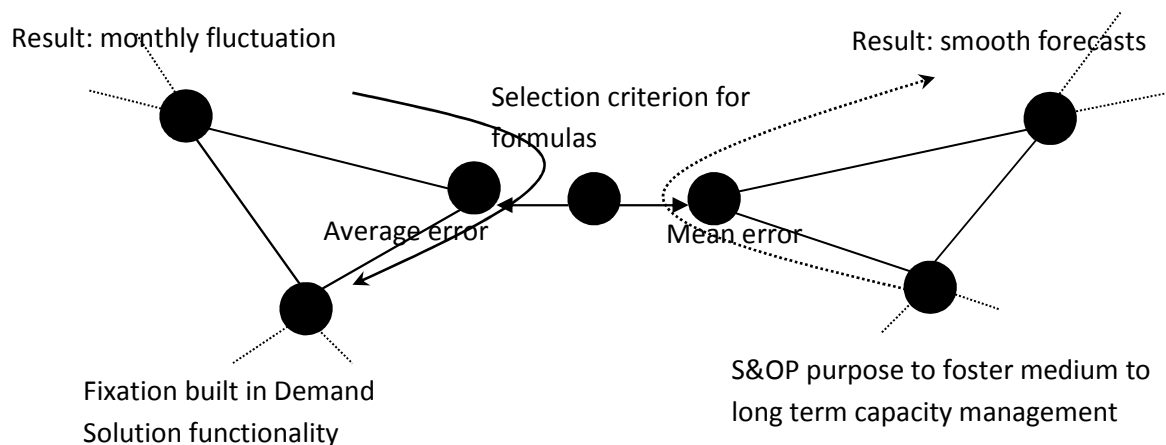 Result: monthly fluctuation
Result: smooth forecasts
Selection criterion for
formulas
Average error
Mean error
Fixation built in Demand
Solution functionality
S&OP purpose to foster medium to
long term capacity management